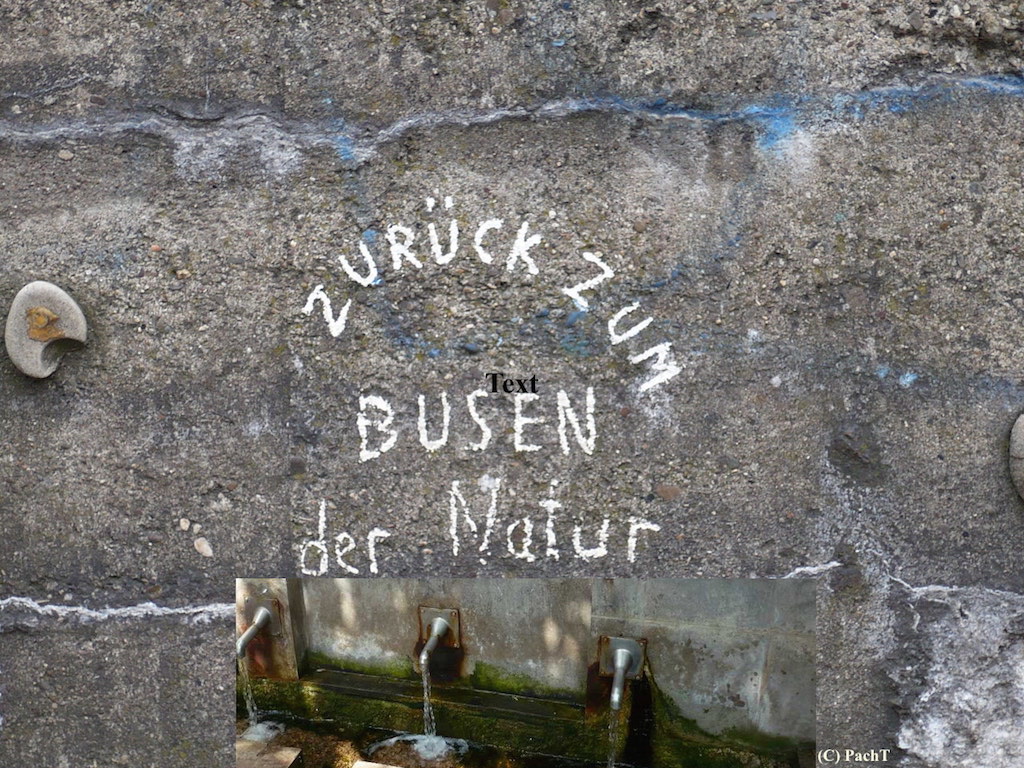 ZURÜCK ZUM
Text
BUSEN
der Natur
(C) PachT